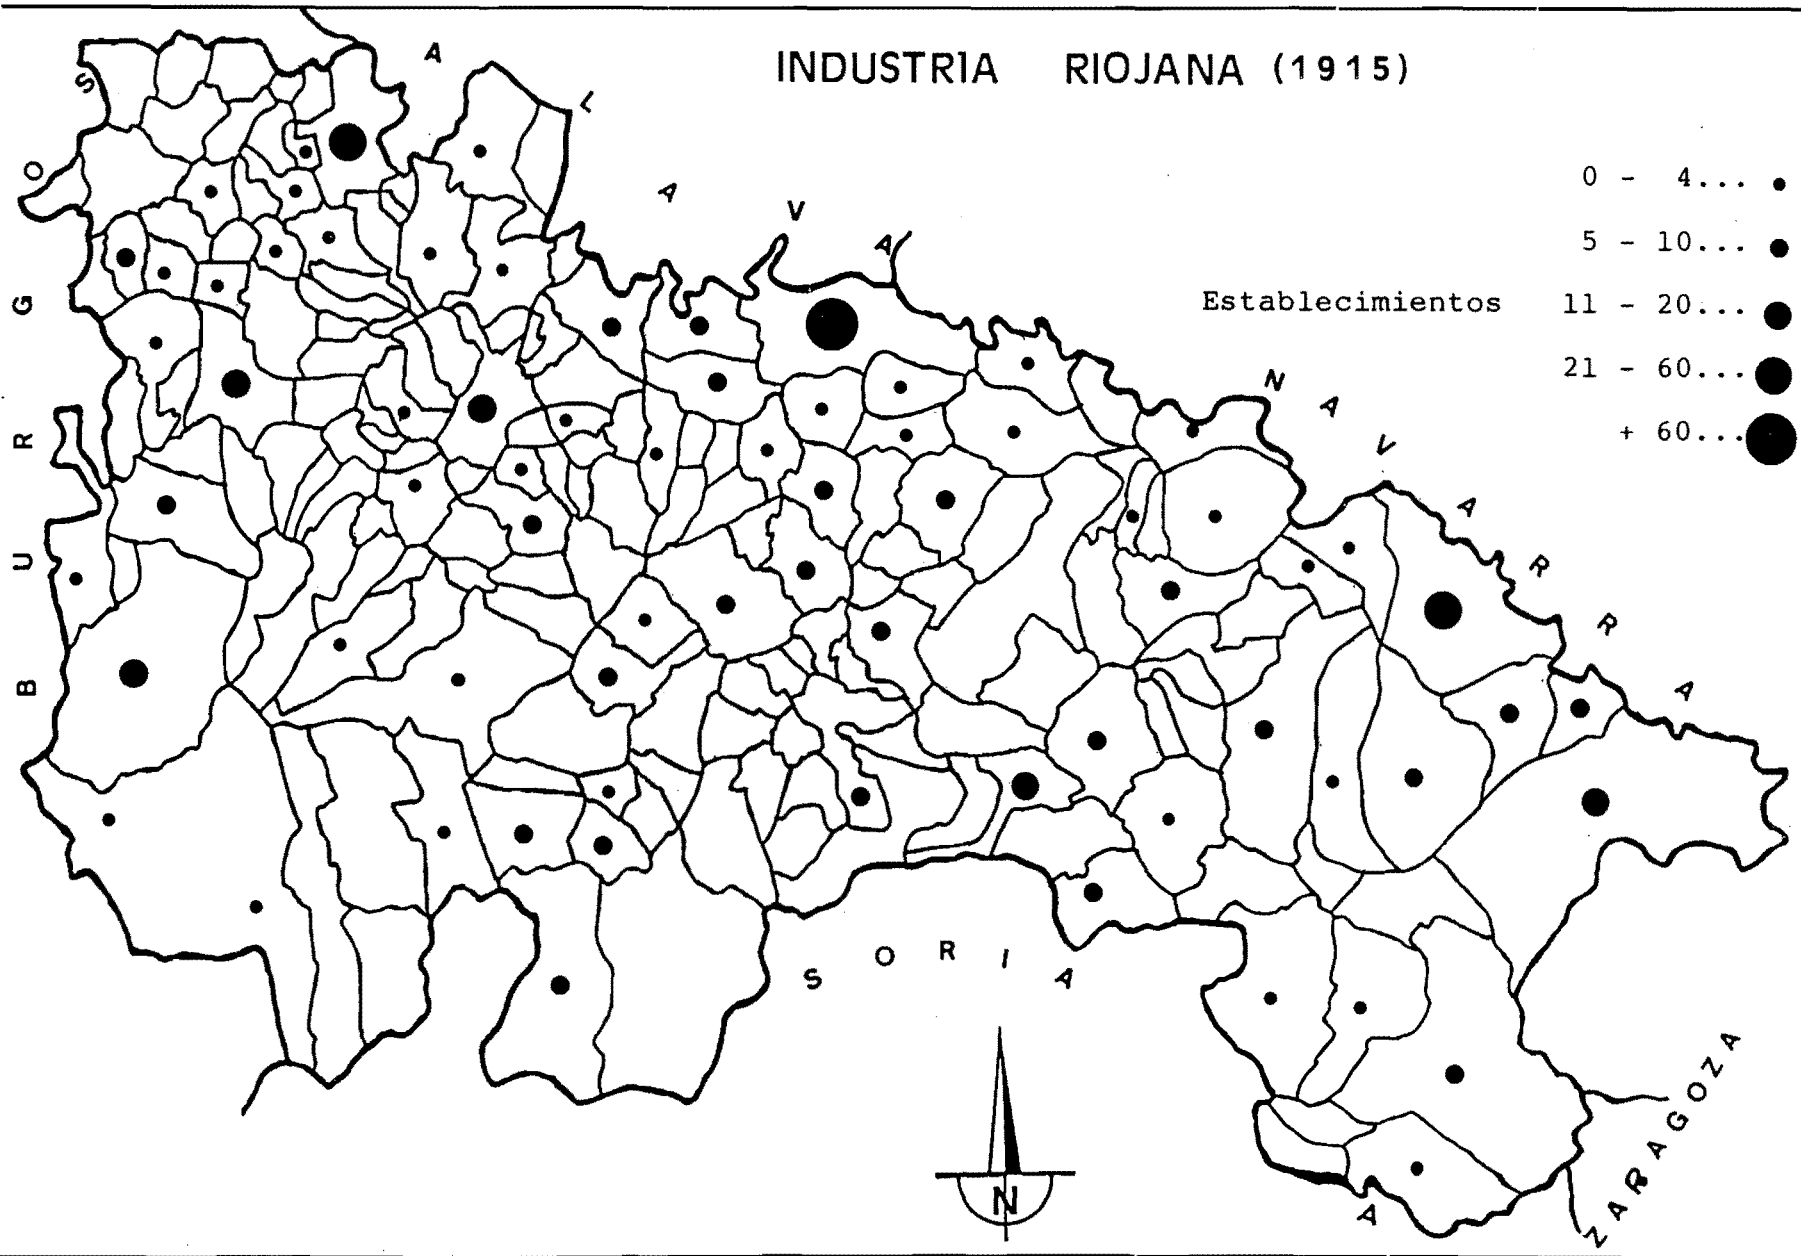 INDUSTRIA RIOJANA (1915)
0 - 4...
5 - 10...
Establecimientos 11 - 20...
21 - 60...
+ 60...
BURGOS
ALAVA
NAVARRA
SORIA
ZARAGOZA
N